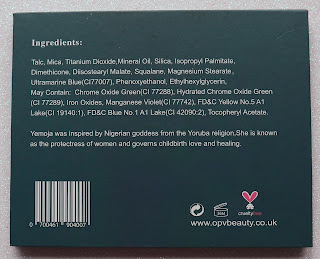 Ingredients:
Talc, Mica, Titanium Dioxide,Mineral Oil, Silica, Isopropyl Palmitate,
Dimethicone, Diisostearyl Malate, Squalane, Magnesium Stearate ,
Ultramarine Blue(CI77007), Phenoxyethanol, Ethylhexylglycerin,
May Contain: Chrome Oxide Green(CI 77288), Hydrated Chrome Oxide Green
(CI 77289), Iron Oxides, Manganese Violet(CI 77742), FD&C Yellow No.5 A1
Lake(CI 19140:1), FD&C Blue No.1 A1 Lake(CI 42090:2), Tocopheryl Acetate.
Yemoja was inspired by Nigerian goddess from the Yoruba religion,She is known
as the protectress of women and governs childbirth love and healing.
crueltyfree
0 700461 904007
www.opvbeauty.co.uk